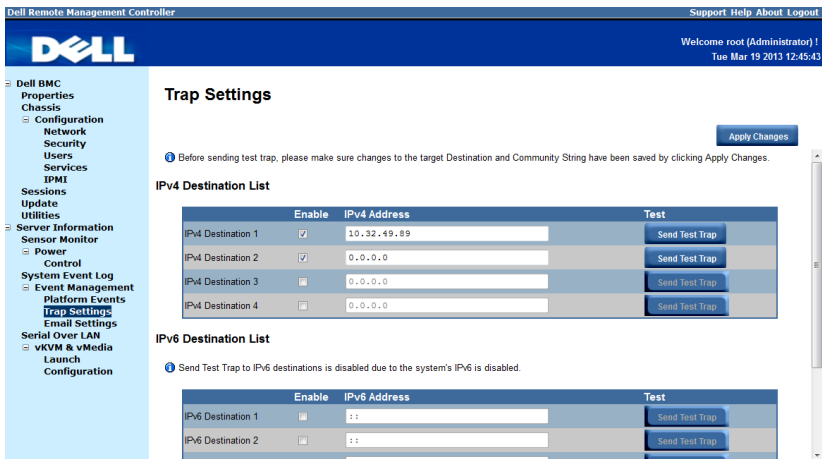 Dell Remote Management Controller
Support Help About Logout
DELL
Welcome root (Administrator) !
Tue Mar 19 2013 12:45:43
Dell BMC
Properties
Chassis
Configuration
Network
Security
Users
Services
IPMI
Sessions
Update
Utilities
Server Information
Sensor Monitor
Power
Control
System Event Log
Event Management
Platform Events
Trap Settings
Email Settings
Serial Over LAN
vKVM & vMedia
Launch
Configuration
Trap Settings
Apply Changes
Before sending test trap, please make sure changes to the target Destination and Community String have been saved by clicking Apply Changes.
IPv4 Destination List
Enable IPv4 Address Test
IPv4 Destination 1 10.32.49.89 Send Test Trap
IPv4 Destination 2 0.0.0.0 Send Test Trap
IPv4 Destination 3 0.0.0.0 Send Test Trap
IPv4 Destination 4 0.0.0.0 Send Test Trap
IPv6 Destination List
Send Test Trap to IPv6 destinations is disabled due to the system's IPv6 is disabled.
Enable IPv6 Address Test
IPv6 Destination 1 :: Send Test Trap
IPv6 Destination 2 :: Send Test Trap